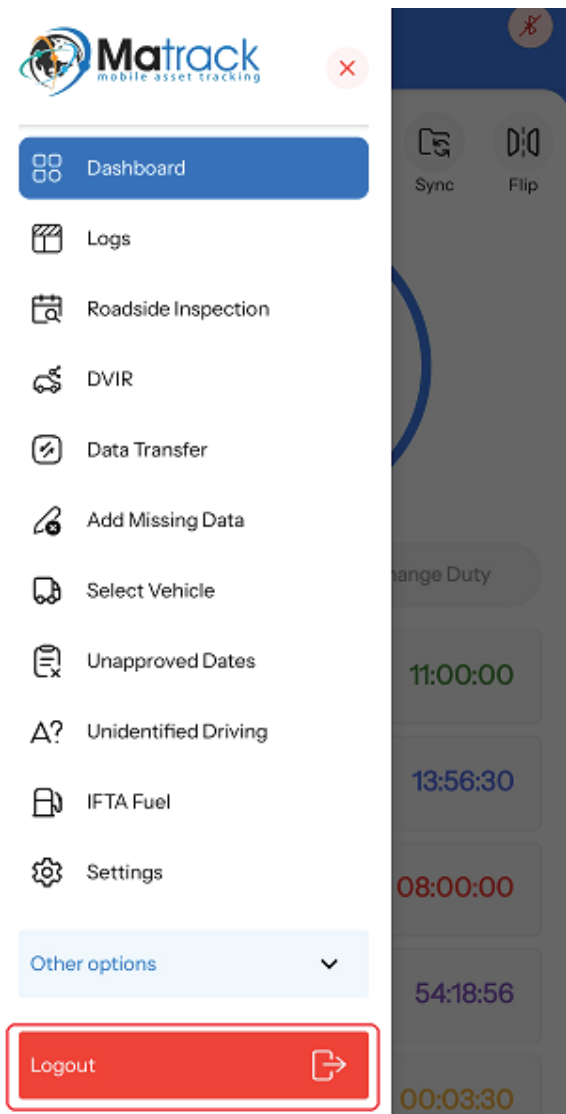 Matrack
mobile asset tracking
Dashboard
Sync
Flip
Logs
Roadside Inspection
DVIR
Data Transfer
Add Missing Data
hange Duty
Select Vehicle
Unapproved Dates
11:00:00
A?
Unidentified Driving
13:56:30
IFTA Fuel
Settings
08:00:00
Other options
54:18:56
Logout
00:03:30